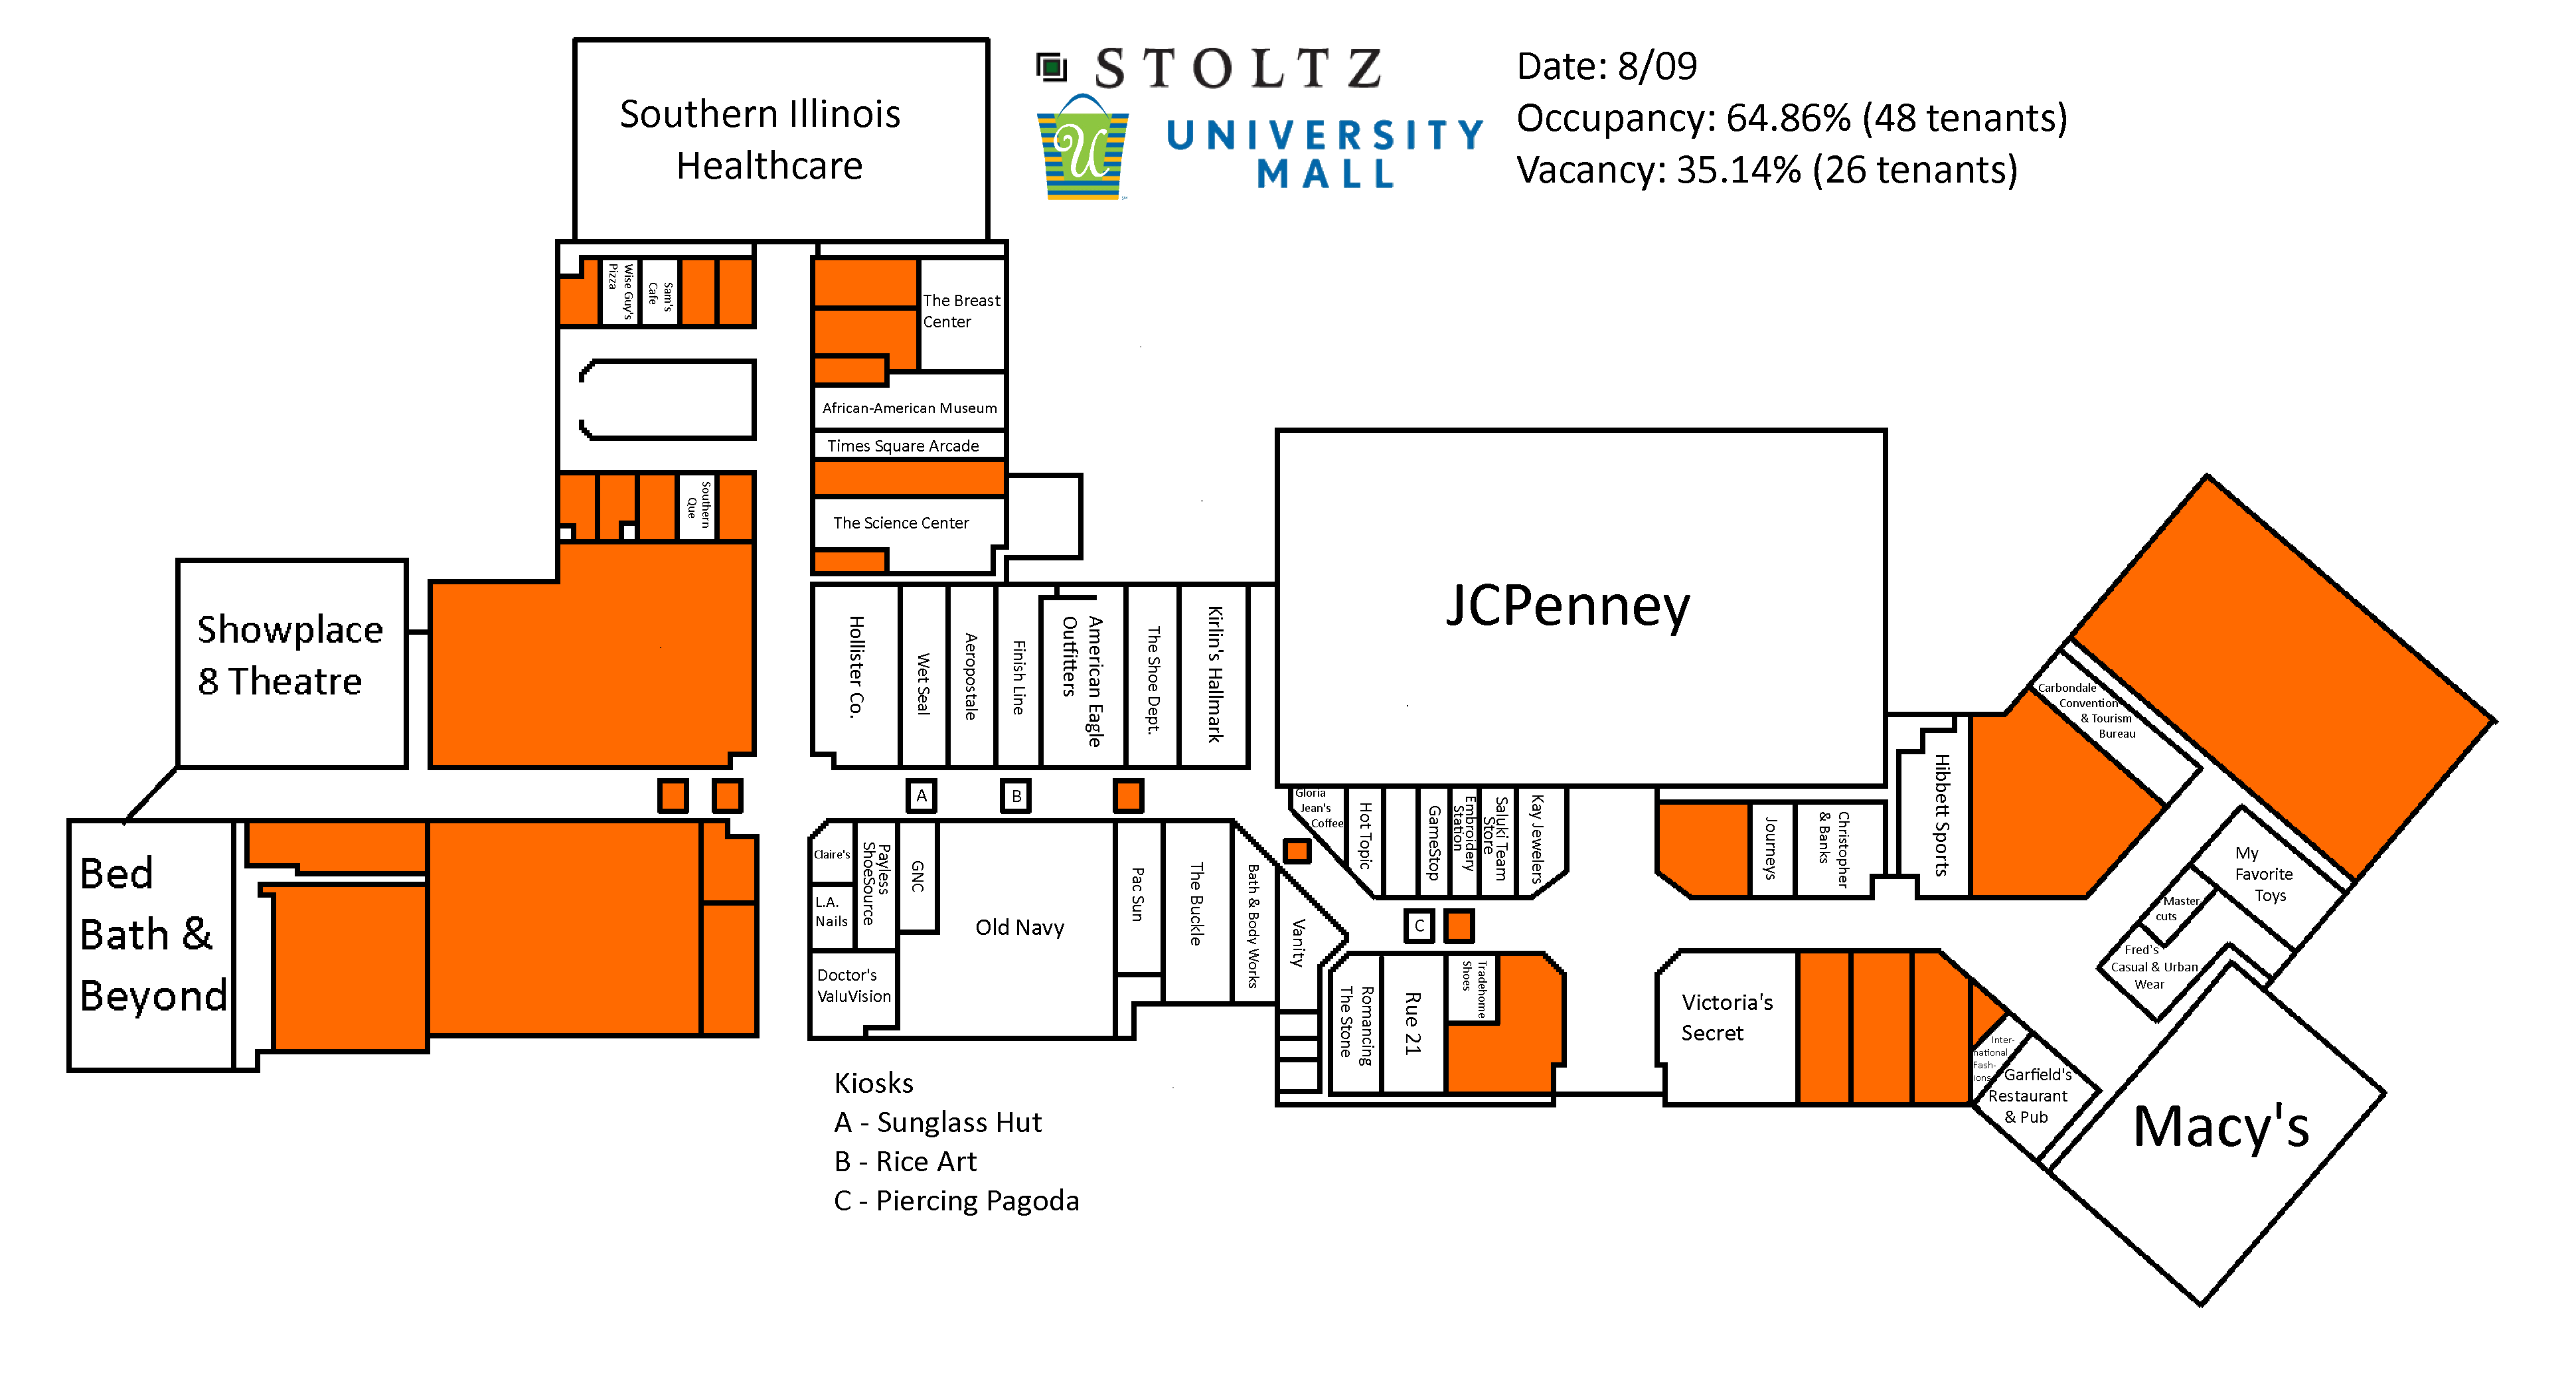 STOLTZ
UNIVERSITY
MALL
U
Date: 8/09
Occupancy: 64.86% (48 tenants)
Vacancy: 35.14% (26 tenants)
Southern Illinois
Healthcare
Wise Guy's
Pizza
Sam's
Cafe
The Breast
Center
African-American Museum
Times Square Arcade
Southern
Que
The Science Center
Showplace
8 Theatre
Hollister Co.
Wet Seal
Aeropostale
Finish Line
American Eagle
Outfitters
The Shoe Dept.
Kirlin's Hallmark
JCPenney
Carbondale
Convention
& Tourism
Bureau
Hibbett Sports
A
B
Gloria
Jean's
Coffee
Hot Topic
GameStop
Embroidery
Station
Saluki Team
Store
Kay Jewelers
Journeys
Christopher
& Banks
My
Favorite
Toys
Master
cuts
Fred's
Casual & Urban
Wear
Bed
Bath &
Beyond
Claire's
Payless
ShoeSource
GNC
L.A.
Nails
Doctor's
ValuVision
Old Navy
Pac Sun
The Buckle
Bath & Body Works
Vanity
C
Romancing
The Stone
Rue 21
Tradehome
Shoes
Victoria's
Secret
Inter-
national
Fash-
ions
Garfield's
Restaurant
& Pub
Macy's
Kiosks
A - Sunglass Hut
B - Rice Art
C - Piercing Pagoda